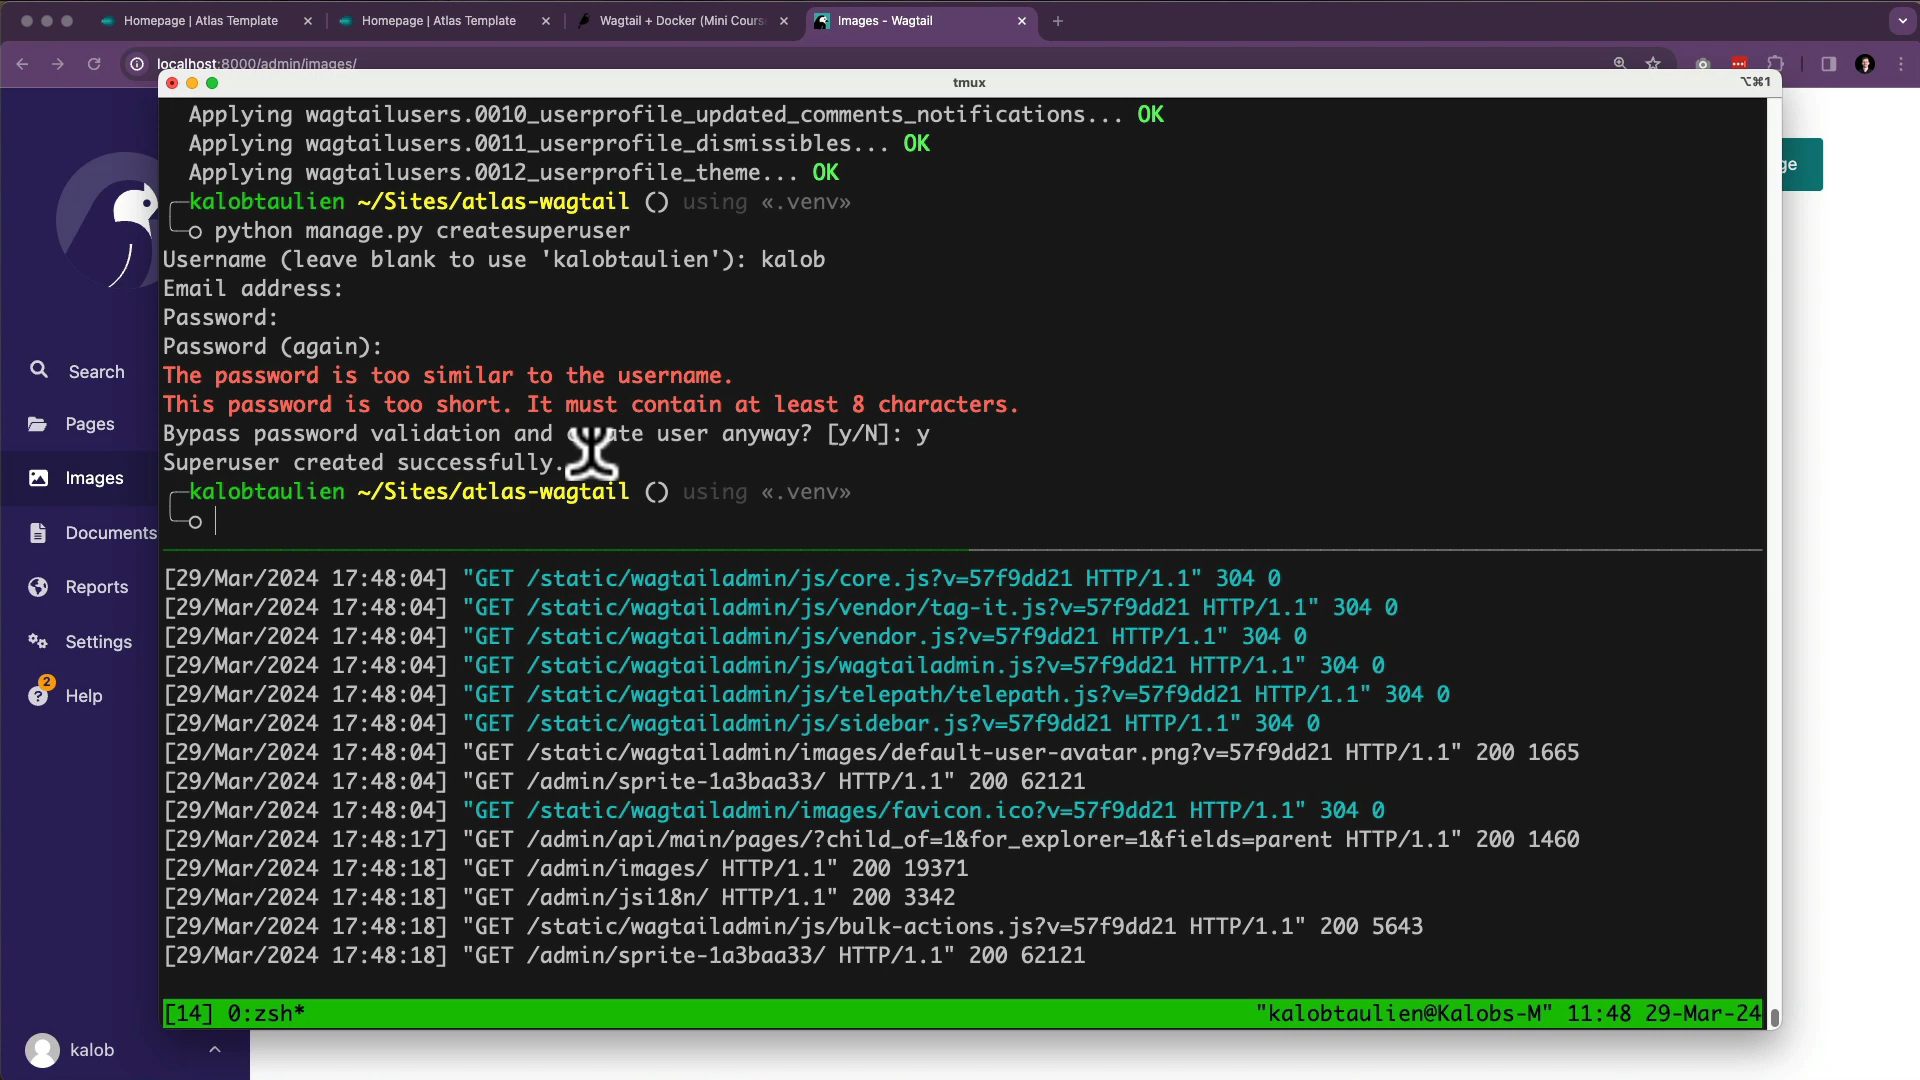 Homepage | Atlas Template
Homepage | Atlas Template
Wagtail + Docker (Mini Cours
Images - Wagtail
localhost:8000/admin/images/
tmux
⌥⌘1
Applying wagtailusers.0010_userprofile_updated_comments_notifications... OK
Applying wagtailusers.0011_userprofile_dismissibles... OK
Applying wagtailusers.0012_userprofile_theme... OK
kalobtaulien ~/Sites/atlas-wagtail () using «.venv»
python manage.py createsuperuser
Username (leave blank to use 'kalobtaulien'): kalob
Email address:
Password:
Password (again):
The password is too similar to the username.
This password is too short. It must contain at least 8 characters.
Bypass password validation and create user anyway? [y/N]: y
Superuser created successfully.
kalobtaulien ~/Sites/atlas-wagtail () using «.venv»
[29/Mar/2024 17:48:04] "GET /static/wagtailadmin/js/core.js?v=57f9dd21 HTTP/1.1" 304 0
[29/Mar/2024 17:48:04] "GET /static/wagtailadmin/js/vendor/tag-it.js?v=57f9dd21 HTTP/1.1" 304 0
[29/Mar/2024 17:48:04] "GET /static/wagtailadmin/js/vendor.js?v=57f9dd21 HTTP/1.1" 304 0
[29/Mar/2024 17:48:04] "GET /static/wagtailadmin/js/wagtailadmin.js?v=57f9dd21 HTTP/1.1" 304 0
[29/Mar/2024 17:48:04] "GET /static/wagtailadmin/js/telepath/telepath.js?v=57f9dd21 HTTP/1.1" 304 0
[29/Mar/2024 17:48:04] "GET /static/wagtailadmin/js/sidebar.js?v=57f9dd21 HTTP/1.1" 304 0
[29/Mar/2024 17:48:04] "GET /static/wagtailadmin/images/default-user-avatar.png?v=57f9dd21 HTTP/1.1" 200 1665
[29/Mar/2024 17:48:04] "GET /admin/sprite-1a3baa33/ HTTP/1.1" 200 62121
[29/Mar/2024 17:48:04] "GET /static/wagtailadmin/images/favicon.ico?v=57f9dd21 HTTP/1.1" 304 0
[29/Mar/2024 17:48:17] "GET /admin/api/main/pages/?child_of=1&for_explorer=1&fields=parent HTTP/1.1" 200 1460
[29/Mar/2024 17:48:18] "GET /admin/images/ HTTP/1.1" 200 19371
[29/Mar/2024 17:48:18] "GET /admin/jsi18n/ HTTP/1.1" 200 3342
[29/Mar/2024 17:48:18] "GET /static/wagtailadmin/js/bulk-actions.js?v=57f9dd21 HTTP/1.1" 200 5643
[29/Mar/2024 17:48:18] "GET /admin/sprite-1a3baa33/ HTTP/1.1" 200 62121
[14] 0:zsh* "kalobtaulien@Kalobs-M" 11:48 29-Mar-24
Search
Pages
Images
Documents
Reports
Settings
2
Help
kalob
ge